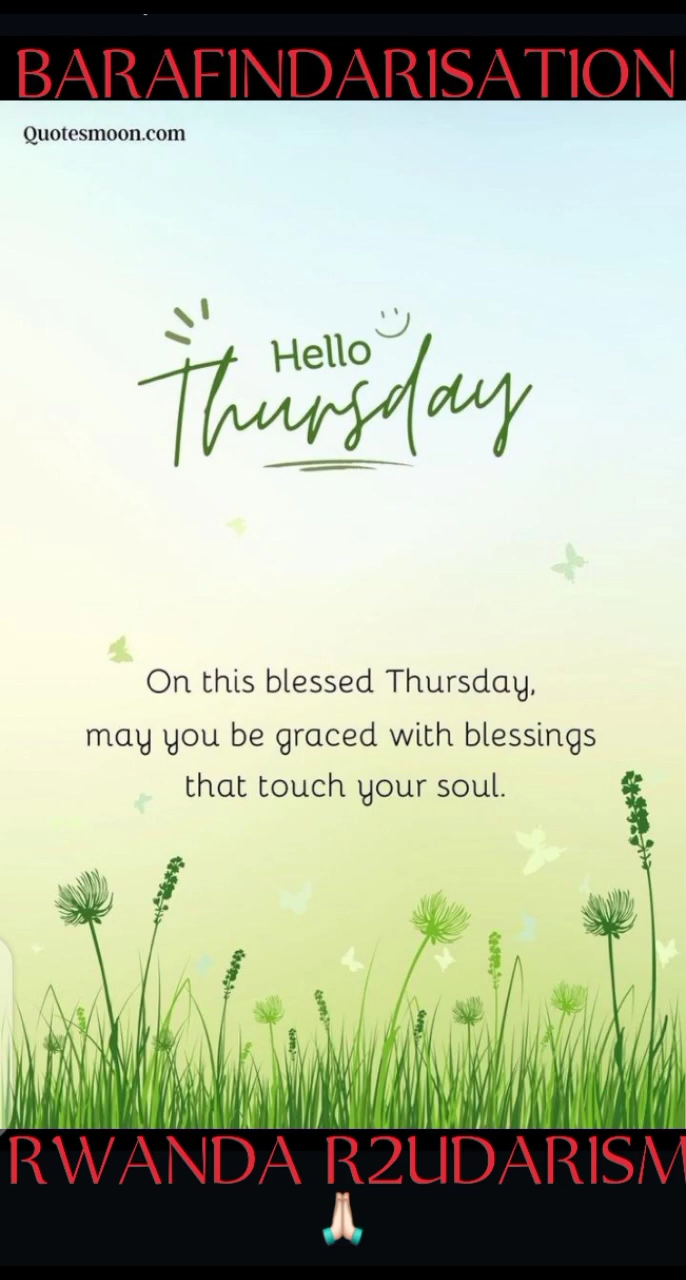 BARAFINDARISATION
Quotesmoon.com
Hello
Thursday
On this blessed Thursday,
may you be graced with blessings
that touch your soul.
RWANDA R2UDARISM